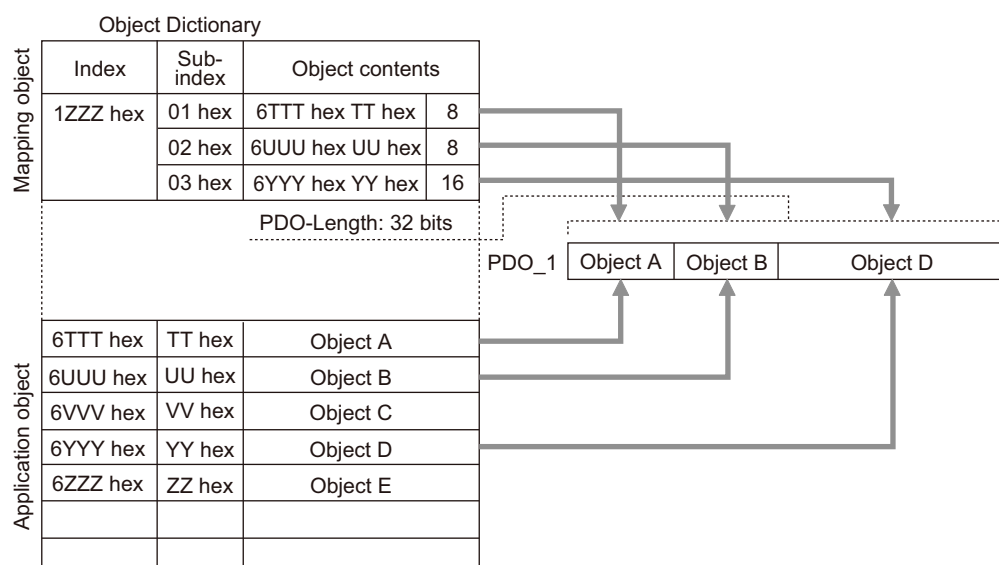 Object Dictionary
Mapping object
Index Sub-index Object contents
1ZZZ hex 01 hex 6TTT hex TT hex 8
02 hex 6UUU hex UU hex 8
03 hex 6YYY hex YY hex 16
PDO-Length: 32 bits
PDO_1 Object A Object B Object D
Application object
6TTT hex TT hex Object A
6UUU hex UU hex Object B
6VVV hex VV hex Object C
6YYY hex YY hex Object D
6ZZZ hex ZZ hex Object E